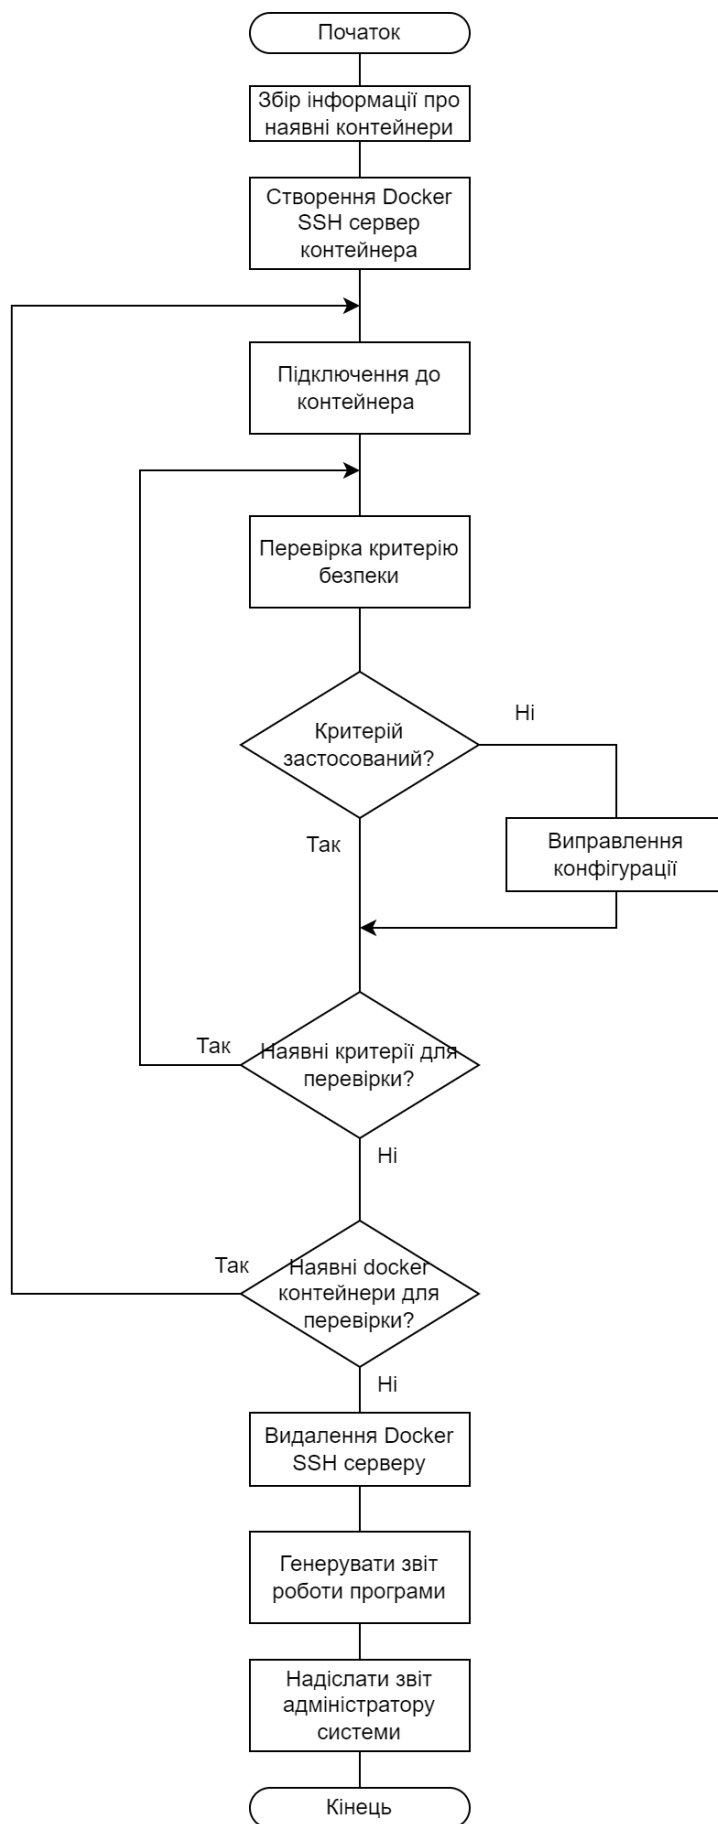 Початок
Збір інформації про
наявні контейнери
Створення Docker
SSH сервер
контейнера
Підключення до
контейнера
Перевірка критерію
безпеки
Критерій
застосований?
Ні
Так
Виправлення
конфігурації
Так
Наявні критерії для
перевірки?
Ні
Так
Наявні docker
контейнери для
перевірки?
Ні
Видалення Docker
SSH серверу
Генерувати звіт
роботи програми
Надіслати звіт
адміністратору
системи
Кінець